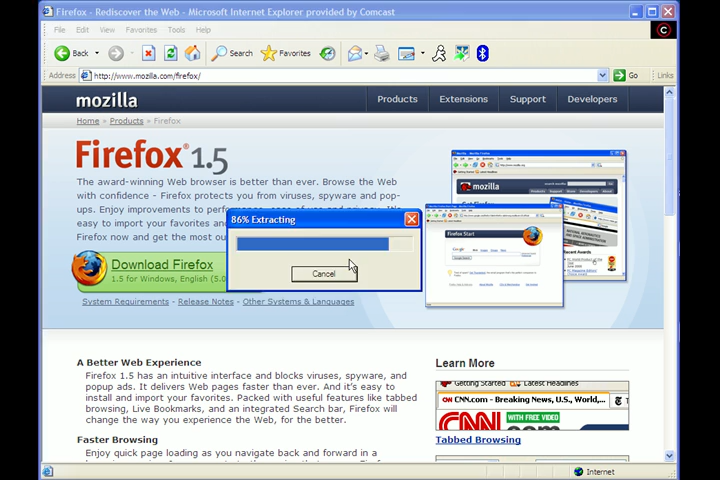 Firefox - Rediscover the Web - Microsoft Internet Explorer provided by Comcast
File Edit View Favorites Tools Help
Back Search Favorites
Address http://www.mozilla.com/firefox/ Go Links
mozilla Products Extensions Support Developers
Home » Products » Firefox
Firefox® 1.5
The award-winning Web browser is better than ever. Browse the Web
with confidence - Firefox protects you from viruses, spyware and pop-
ups. Enjoy improvements to
easy to import your favorites and
Firefox now and get the most
86% Extracting
Cancel
Download Firefox
1.5 for Windows, English
System Requirements - Release Notes - Other Systems & Languages
mozilla
Firefox Start
A Better Web Experience
Firefox 1.5 has an intuitive interface and blocks viruses, spyware, and
popup ads. It delivers Web pages faster than ever. And it's easy to
install and import your favorites. Packed with useful features like tabbed
browsing, Live Bookmarks, and an integrated Search bar, Firefox will
change the way you experience the Web, for the better.
Faster Browsing
Enjoy quick page loading as you navigate back and forward in a
Learn More
Getting Started Latest Headlines
CNN.com - Breaking News, U.S., World,...
CNN WITH FREE VIDEO
.com
Tabbed Browsing
Internet